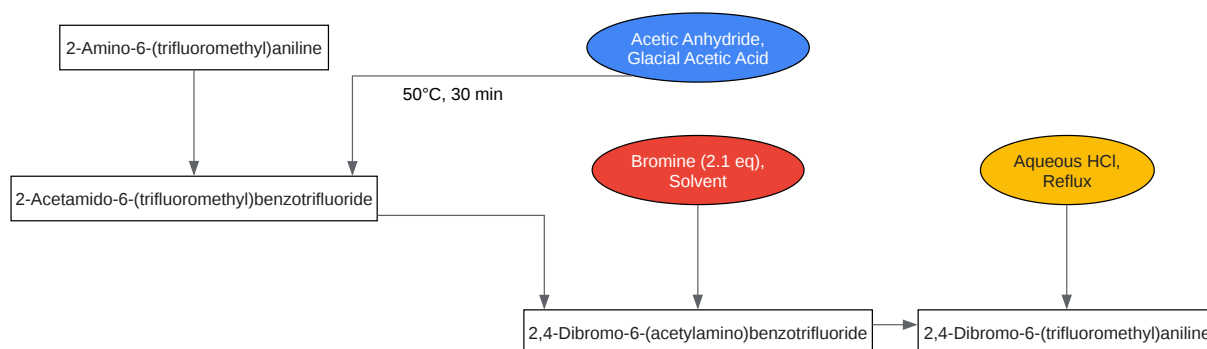 2-Amino-6-(trifluoromethyl)aniline
Acetic Anhydride,
Glacial Acetic Acid
50°C, 30 min
Bromine (2.1 eq),
Solvent
Aqueous HCl,
Reflux
2-Acetamido-6-(trifluoromethyl)benzotrifluoride
2,4-Dibromo-6-(acetylamino)benzotrifluoride
2,4-Dibromo-6-(trifluoromethyl)aniline